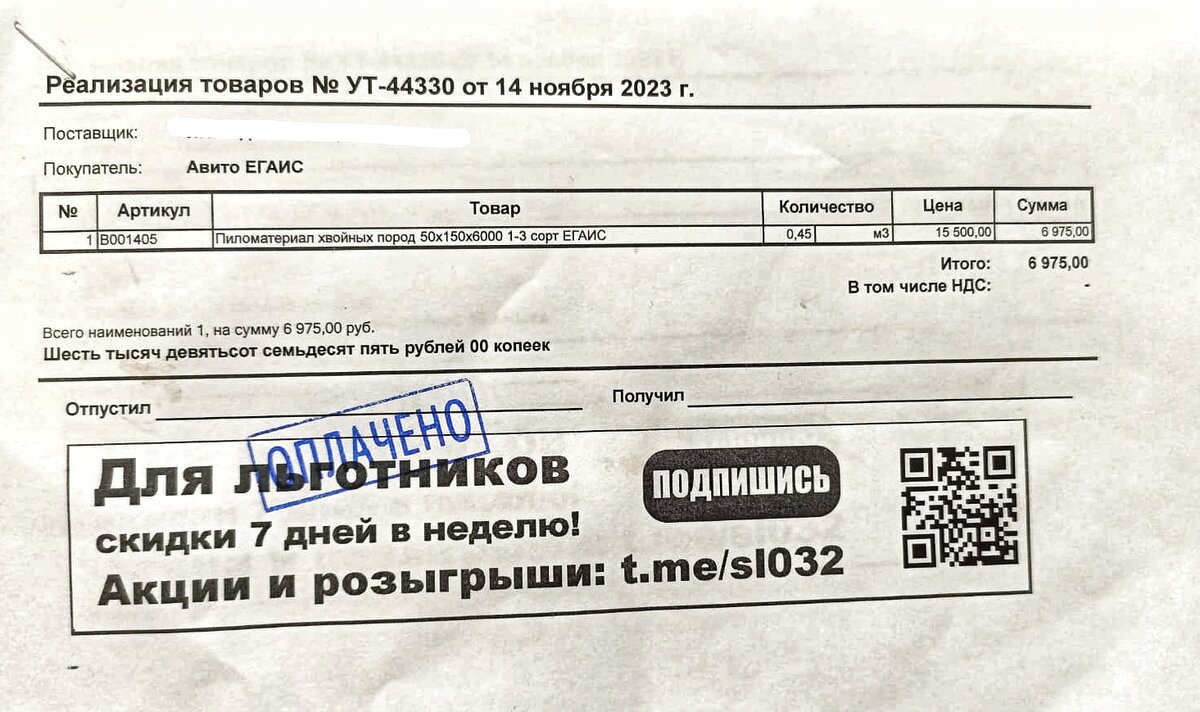 Реализация товаров № УТ-44330 от 14 ноября 2023 г.
Поставщик:
Покупатель: Авито ЕГАИС
№ Артикул Товар Количество Цена Сумма
1 В001405 Пиломатериал хвойных пород 50х150х6000 1-3 сорт ЕГАИС 0,45 м3 15 500,00 6 975,00
Итого: 6 975,00
В том числе НДС: -
Всего наименований 1, на сумму 6 975,00 руб.
Шесть тысяч девятьсот семьдесят пять рублей 00 копеек
Отпустил Получил
ОПЛАЧЕНО
Для льготников
скидки 7 дней в неделю!
Акции и розыгрыши: t.me/sl032
ПОДПИШИСЬ